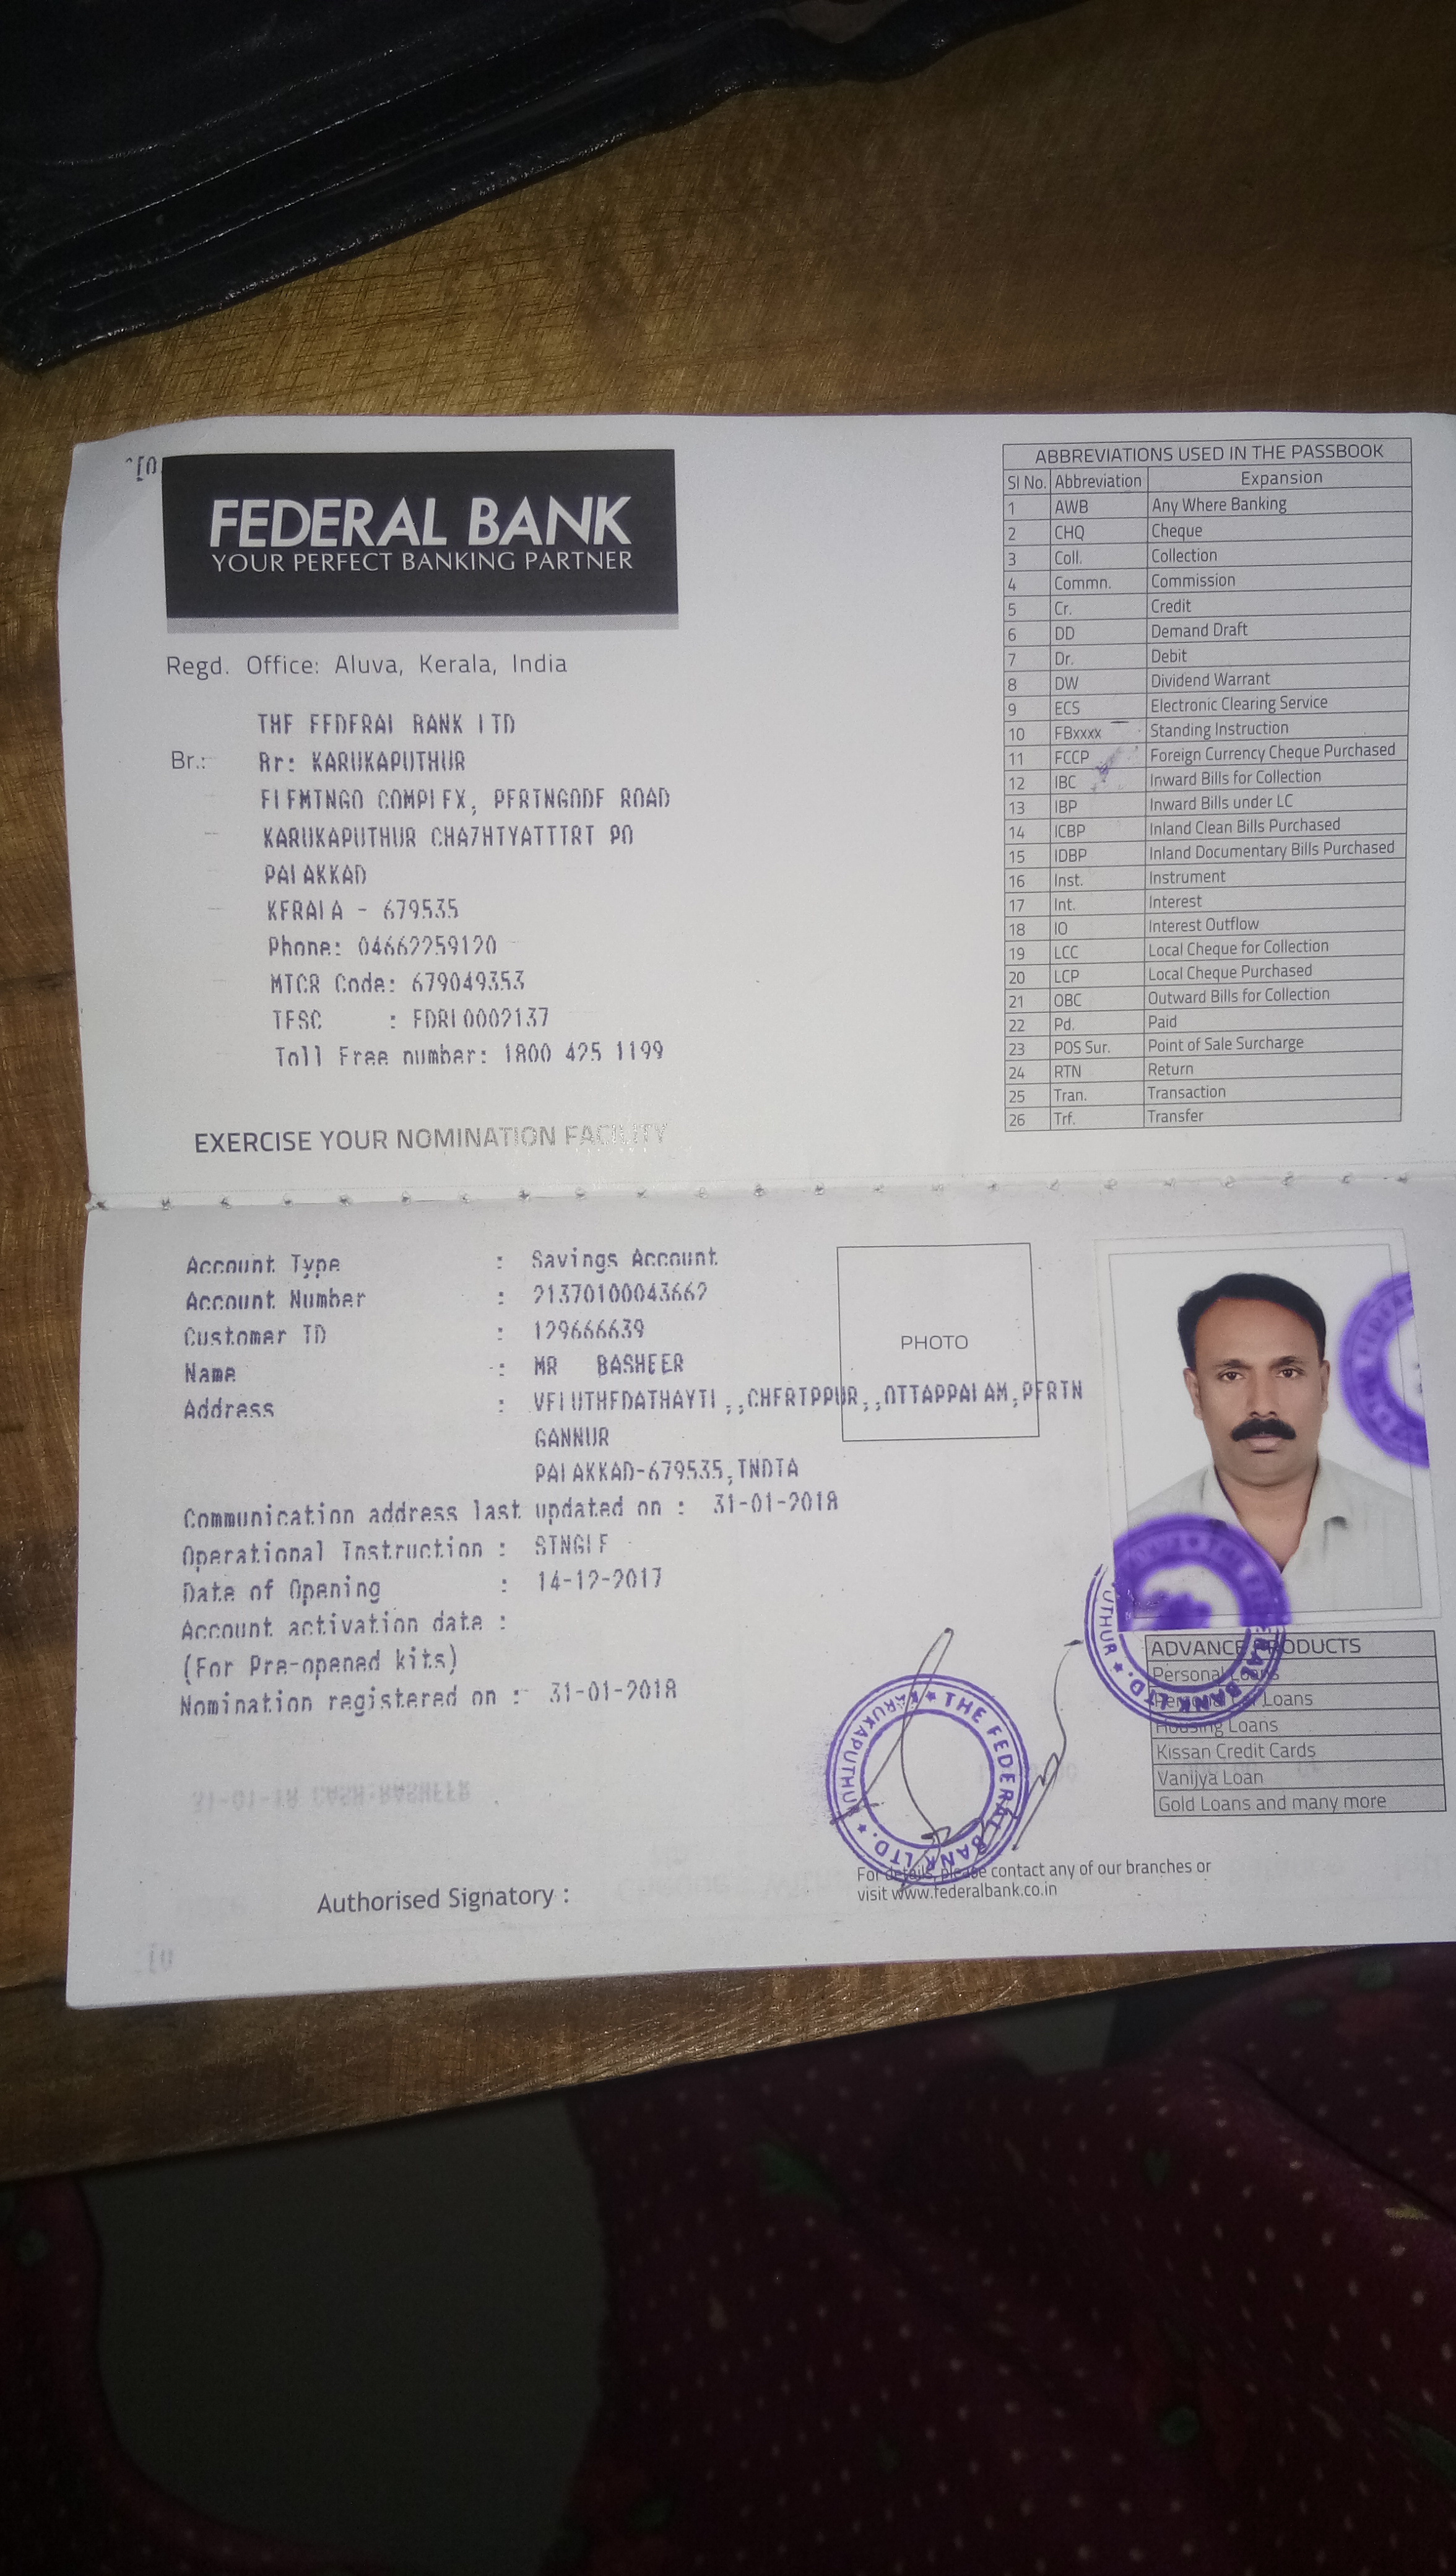 FEDERAL BANK
YOUR PERFECT BANKING PARTNER
Regd. Office: Aluva, Kerala, India
THE FEDERAL BANK LTD
Br.: Br: KARUKAPUTHUR
FLEMINGO COMPLEX, PERINGODE ROAD
KARUKAPUTHUR CHAZHIYATTIRI PO
PALAKKAD
KERALA - 679535
Phone: 04662259120
MICR Code: 679049353
IFSC : FDRL0002137
Toll Free number: 1800 425 1199
EXERCISE YOUR NOMINATION FACILITY
ABBREVIATIONS USED IN THE PASSBOOK
Sl No. Abbreviation Expansion
1 AWB Any Where Banking
2 CHQ Cheque
3 Coll. Collection
4 Commn. Commission
5 Cr. Credit
6 DD Demand Draft
7 Dr. Debit
8 DW Dividend Warrant
9 ECS Electronic Clearing Service
10 FBxxxx Standing Instruction
11 FCCP Foreign Currency Cheque Purchased
12 IBC Inward Bills for Collection
13 IBP Inward Bills under LC
14 ICBP Inland Clean Bills Purchased
15 IDBP Inland Documentary Bills Purchased
16 Inst. Instrument
17 Int. Interest
18 IO Interest Outflow
19 LCC Local Cheque for Collection
20 LCP Local Cheque Purchased
21 OBC Outward Bills for Collection
22 Pd. Paid
23 POS Sur. Point of Sale Surcharge
24 RTN Return
25 Tran. Transaction
26 Trf. Transfer
Account Type : Savings Account
Account Number : 21370100043662
Customer ID : 129666639
Name : MR BASHEER
Address : VELUTHEDATHAYIL,,CHERIPPUR,,OTTAPPALAM,PERIN
GANNUR
PALAKKAD-679535,INDIA
Communication address last updated on : 31-01-2018
Operational Instruction : SINGLE
Date of Opening : 14-12-2017
Account activation date :
(For Pre-opened kits)
Nomination registered on : 31-01-2018
PHOTO
ADVANCE PRODUCTS
Personal Loans
Personal Car Loans
Housing Loans
Kissan Credit Cards
Vanijya Loan
Gold Loans and many more
THE FEDERAL BANK LTD. ★ KARUKAPUTHUR ★
Authorised Signatory :
For details, please contact any of our branches or
visit www.federalbank.co.in